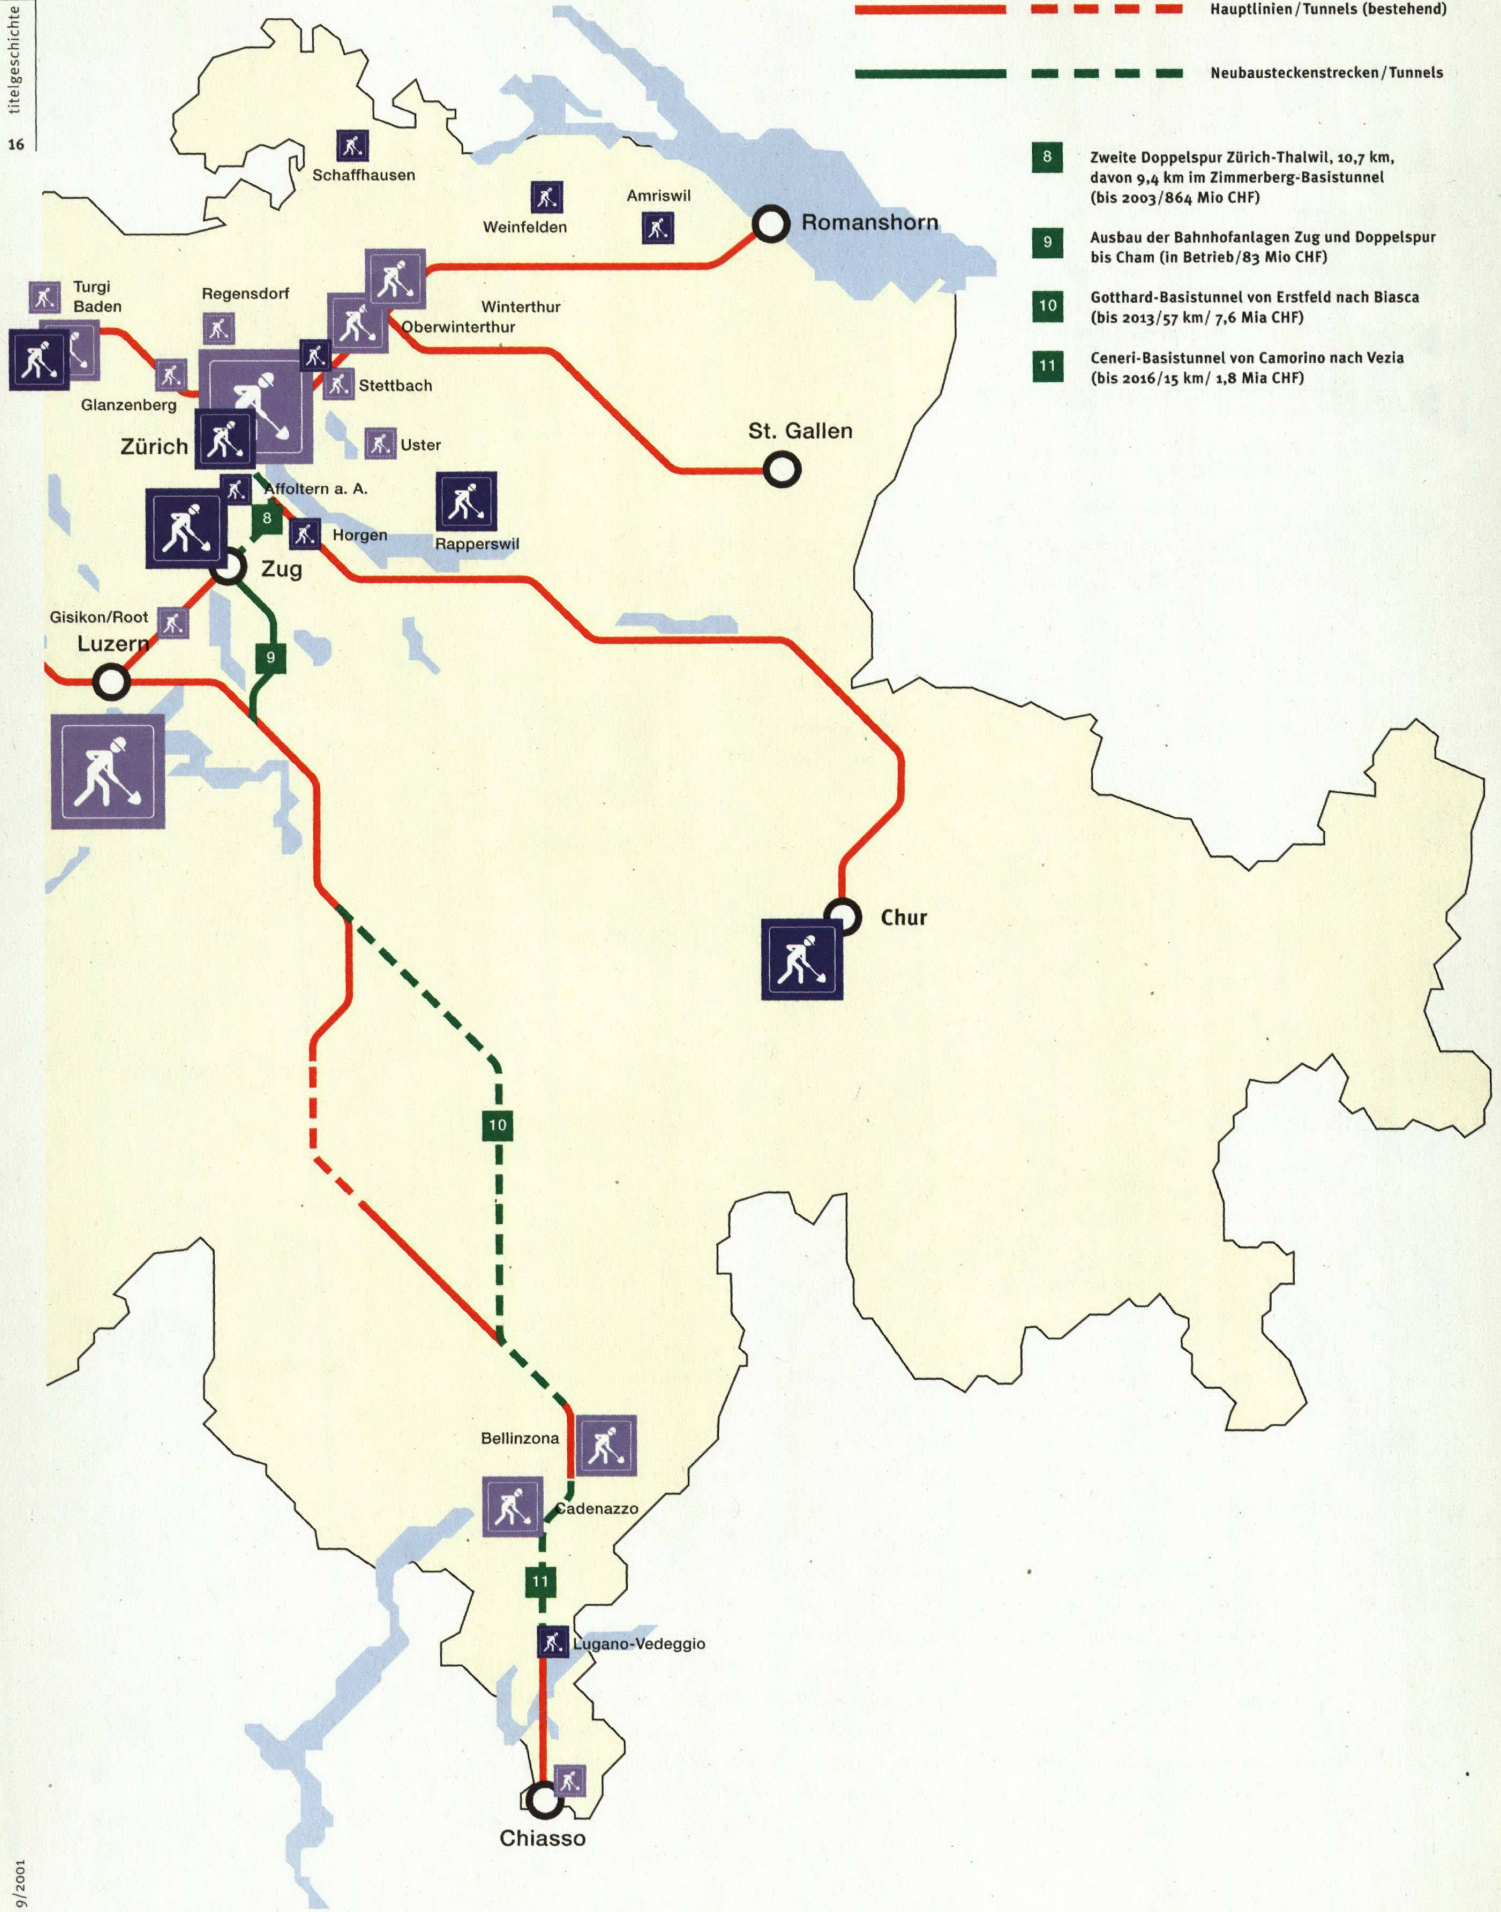 titelgeschichte
16
Hauptlinien/Tunnels (bestehend)
Neubausteckenstrecken/Tunnels
8
Zweite Doppelspur Zürich-Thalwil, 10,7 km,
davon 9,4 km im Zimmerberg-Basistunnel
(bis 2003/864 Mio CHF)
9
Ausbau der Bahnhofanlagen Zug und Doppelspur
bis Cham (in Betrieb/83 Mio CHF)
10
Gotthard-Basistunnel von Erstfeld nach Biasca
(bis 2013/57 km/ 7,6 Mia CHF)
11
Ceneri-Basistunnel von Camorino nach Vezia
(bis 2016/15 km/ 1,8 Mia CHF)
Schaffhausen
Weinfelden
Amriswil
Romanshorn
Turgi
Baden
Regensdorf
Winterthur
Oberwinterthur
Stettbach
Glanzenberg
Zürich
Uster
St. Gallen
Affoltern a. A.
8
Horgen
Rapperswil
Zug
Gisikon/Root
Luzern
9
Chur
10
Bellinzona
Cadenazzo
11
Lugano-Vedeggio
Chiasso
9/2001